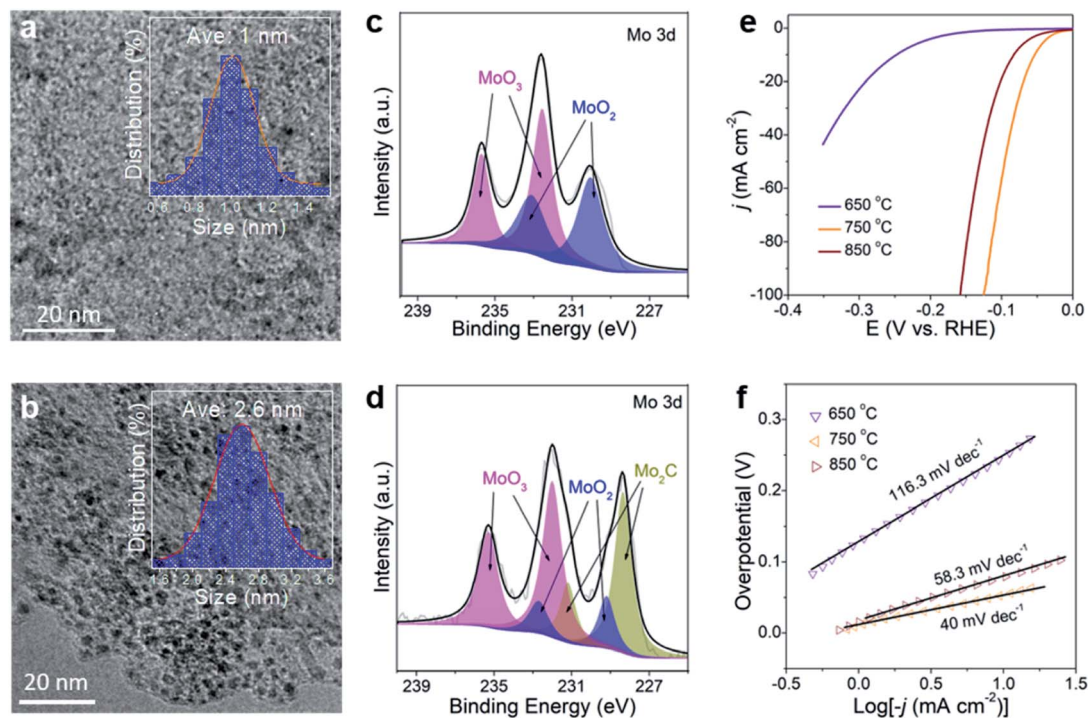 a
Ave: 1 nm
Distribution (%)
0.6 0.8 1.0 1.2 1.4
Size (nm)
20 nm
b
Ave: 2.6 nm
Distribution (%)
1.6 2.0 2.4 2.8 3.2 3.6
Size (nm)
20 nm
c
Mo 3d
MoO₃
MoO₂
Intensity (a.u.)
239 235 231 227
Binding Energy (eV)
d
Mo 3d
MoO₃
MoO₂
Mo₂C
Intensity (a.u.)
239 235 231 227
Binding Energy (eV)
e
0
-20
-40
-60
-80
-100
j (mA cm⁻²)
650 °C
750 °C
850 °C
-0.4 -0.3 -0.2 -0.1 0.0
E (V vs. RHE)
f
0.3
0.2
0.1
0.0
Overpotential (V)
650 °C
750 °C
850 °C
116.3 mV dec⁻¹
58.3 mV dec⁻¹
40 mV dec⁻¹
-0.5 0.0 0.5 1.0 1.5
Log[-j (mA cm⁻²)]